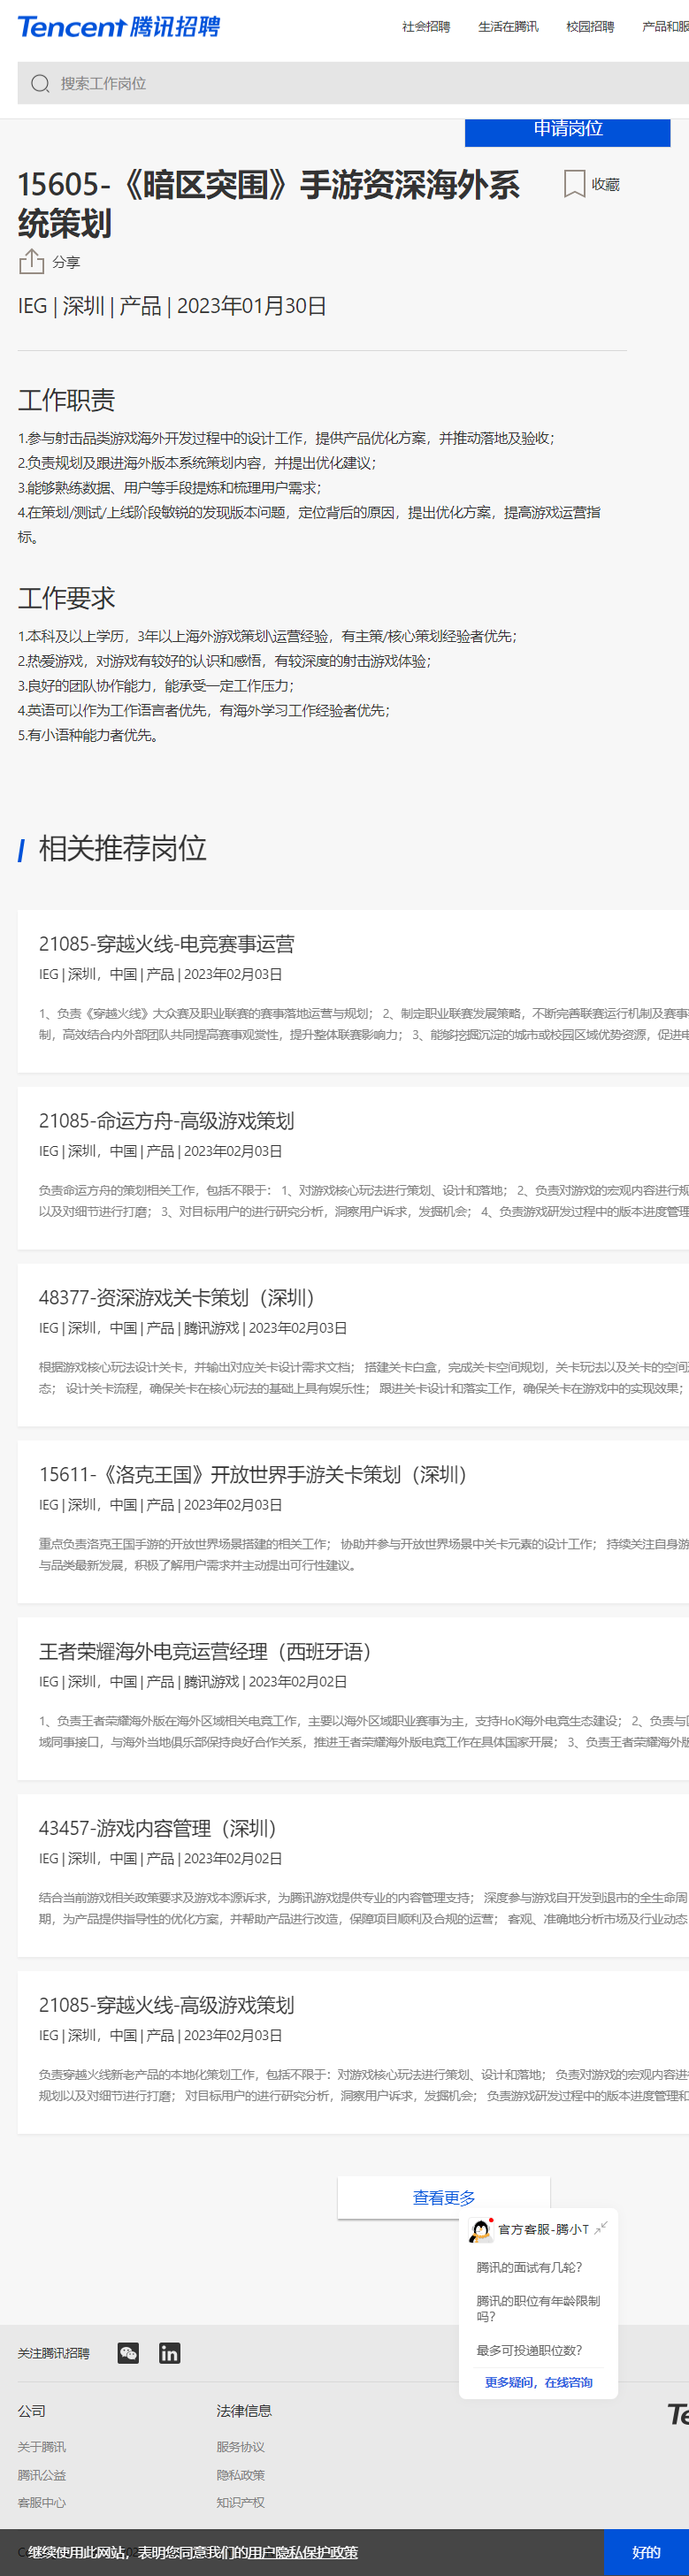 Tencent 腾讯招聘
社会招聘 生活在腾讯 校园招聘 产品和服
搜索工作岗位
申请岗位
15605-《暗区突围》手游资深海外系
统策划
收藏
分享
IEG | 深圳 | 产品 | 2023年01月30日
工作职责
1.参与射击品类游戏海外开发过程中的设计工作，提供产品优化方案，并推动落地及验收；
2.负责规划及跟进海外版本系统策划内容，并提出优化建议；
3.能够熟练数据、用户等手段提炼和梳理用户需求；
4.在策划/测试/上线阶段敏锐的发现版本问题，定位背后的原因，提出优化方案，提高游戏运营指
标。
工作要求
1.本科及以上学历，3年以上海外游戏策划\运营经验，有主策/核心策划经验者优先；
2.热爱游戏，对游戏有较好的认识和感悟，有较深度的射击游戏体验；
3.良好的团队协作能力，能承受一定工作压力；
4.英语可以作为工作语言者优先，有海外学习工作经验者优先；
5.有小语种能力者优先。
相关推荐岗位
21085-穿越火线-电竞赛事运营
IEG | 深圳，中国 | 产品 | 2023年02月03日
1、负责《穿越火线》大众赛及职业联赛的赛事落地运营与规划； 2、制定职业联赛发展策略，不断完善联赛运行机制及赛事
制，高效结合内外部团队共同提高赛事观赏性，提升整体联赛影响力； 3、能够挖掘沉淀的城市或校园区域优势资源，促进电
21085-命运方舟-高级游戏策划
IEG | 深圳，中国 | 产品 | 2023年02月03日
负责命运方舟的策划相关工作，包括不限于： 1、对游戏核心玩法进行策划、设计和落地； 2、负责对游戏的宏观内容进行规
以及对细节进行打磨； 3、对目标用户的进行研究分析，洞察用户诉求，发掘机会； 4、负责游戏研发过程中的版本进度管理
48377-资深游戏关卡策划（深圳）
IEG | 深圳，中国 | 产品 | 腾讯游戏 | 2023年02月03日
根据游戏核心玩法设计关卡，并输出对应关卡设计需求文档； 搭建关卡白盒，完成关卡空间规划，关卡玩法以及关卡的空间
态； 设计关卡流程，确保关卡在核心玩法的基础上具有娱乐性； 跟进关卡设计和落实工作，确保关卡在游戏中的实现效果；
15611-《洛克王国》开放世界手游关卡策划（深圳）
IEG | 深圳，中国 | 产品 | 2023年02月03日
重点负责洛克王国手游的开放世界场景搭建的相关工作； 协助并参与开放世界场景中关卡元素的设计工作； 持续关注自身游
与品类最新发展，积极了解用户需求并主动提出可行性建议。
王者荣耀海外电竞运营经理（西班牙语）
IEG | 深圳，中国 | 产品 | 腾讯游戏 | 2023年02月02日
1、负责王者荣耀海外版在海外区域相关电竞工作，主要以海外区域职业赛事为主，支持HoK海外电竞生态建设； 2、负责与
域同事接口，与海外当地俱乐部保持良好合作关系，推进王者荣耀海外版电竞工作在具体国家开展； 3、负责王者荣耀海外版
43457-游戏内容管理（深圳）
IEG | 深圳，中国 | 产品 | 2023年02月02日
结合当前游戏相关政策要求及游戏本源诉求，为腾讯游戏提供专业的内容管理支持； 深度参与游戏自开发到退市的全生命周
期，为产品提供指导性的优化方案，并帮助产品进行改造，保障项目顺利及合规的运营； 客观、准确地分析市场及行业动态
21085-穿越火线-高级游戏策划
IEG | 深圳，中国 | 产品 | 2023年02月03日
负责穿越火线新老产品的本地化策划工作，包括不限于：对游戏核心玩法进行策划、设计和落地； 负责对游戏的宏观内容进
规划以及对细节进行打磨； 对目标用户的进行研究分析，洞察用户诉求，发掘机会； 负责游戏研发过程中的版本进度管理和
查看更多
官方客服-腾小T
腾讯的面试有几轮？
腾讯的职位有年龄限制
吗？
最多可投递职位数？
更多疑问，在线咨询
关注腾讯招聘
公司 法律信息
关于腾讯 服务协议
腾讯公益 隐私政策
客服中心 知识产权
继续使用此网站，表明您同意我们的用户隐私保护政策
好的